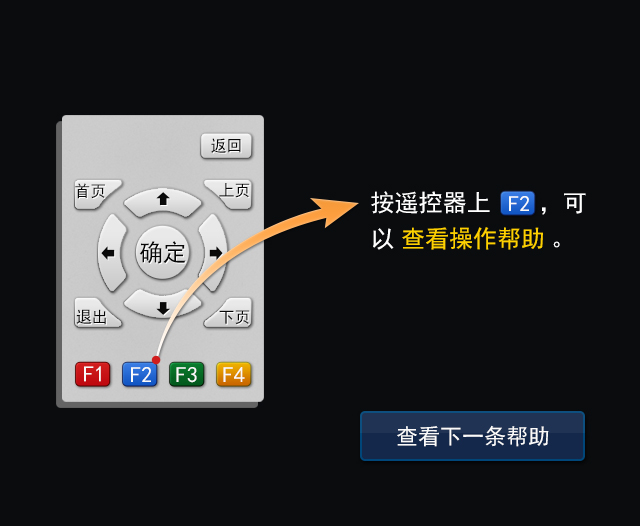 返回
首页
上页
确定
退出
下页
F1 F2 F3 F4
按遥控器上 F2，可
以 查看操作帮助 。
查看下一条帮助